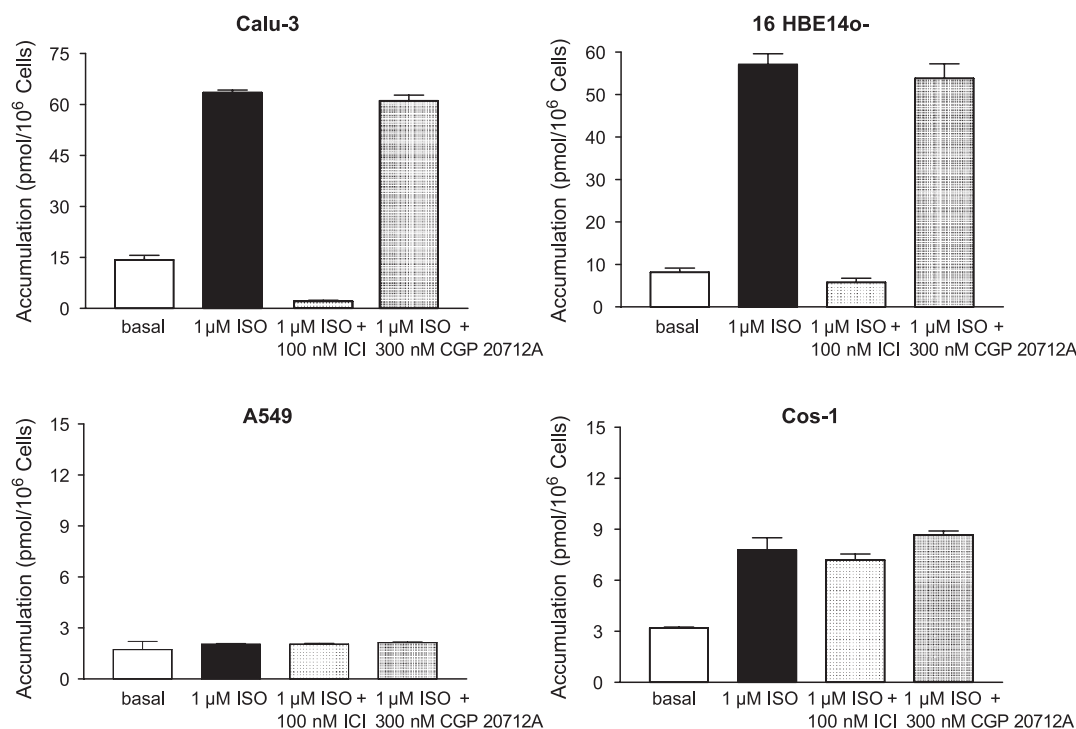 Calu-3
Accumulation (pmol/10⁶ Cells)
75
60
45
30
15
0
basal
1 µM ISO
1 µM ISO +
100 nM ICI
1 µM ISO +
300 nM CGP 20712A
16 HBE14o-
Accumulation (pmol/10⁶ Cells)
60
50
40
30
20
10
0
basal
1µM ISO
1 µM ISO +
100 nM ICI
1 µM ISO +
300 nM CGP 20712A
A549
Accumulation (pmol/10⁶ Cells)
15
12
9
6
3
0
basal
1 µM ISO
1 µM ISO +
100 nM ICI
1 µM ISO +
300 nM CGP 20712A
Cos-1
Accumulation (pmol/10⁶ Cells)
15
12
9
6
3
0
basal
1 µM ISO
1 µM ISO +
100 nM ICI
1 µM ISO +
300 nM CGP 20712A